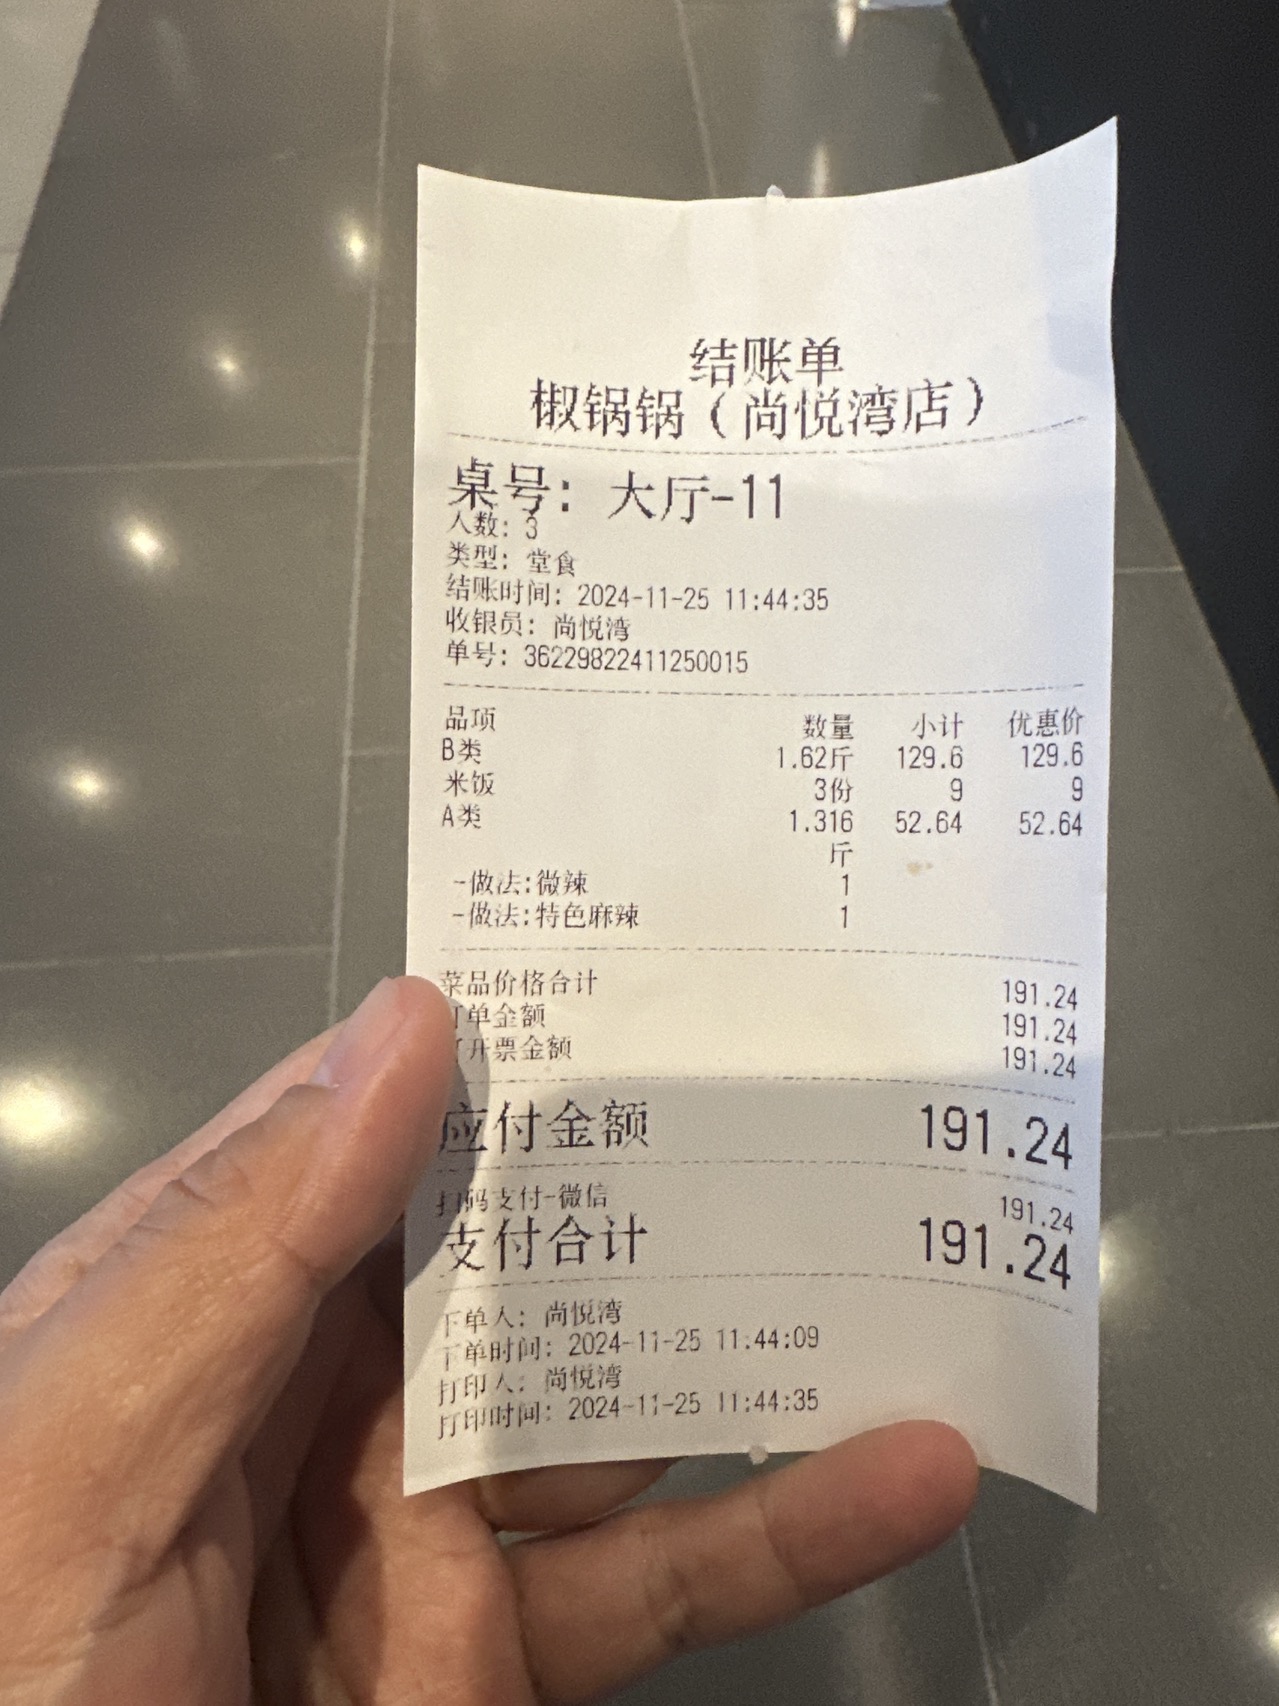 结账单
椒锅锅（尚悦湾店）
桌号：大厅-11
人数：3
类型：堂食
结账时间：2024-11-25 11:44:35
收银员：尚悦湾
单号：36229822411250015
品项 数量 小计 优惠价
B类 1.62斤 129.6 129.6
米饭 3份 9 9
A类 1.316 52.64 52.64
斤
-做法:微辣 1
-做法:特色麻辣 1
菜品价格合计 191.24
订单金额 191.24
开票金额 191.24
应付金额 191.24
扫码支付-微信 191.24
支付合计 191.24
下单人：尚悦湾
下单时间：2024-11-25 11:44:09
打印人：尚悦湾
打印时间：2024-11-25 11:44:35